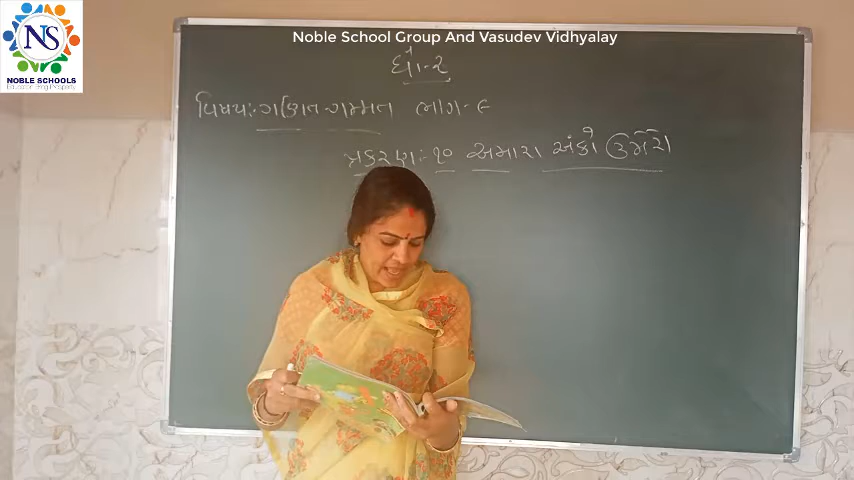 NS
NOBLE SCHOOLS
Noble School Group And Vasudev Vidhyalay
ધો-૨
વિષય:-ગણિત-ગમ્મત ભાગ-૯
પ્રકરણ:-૧૦ અમારા અંકો ઉમેરો